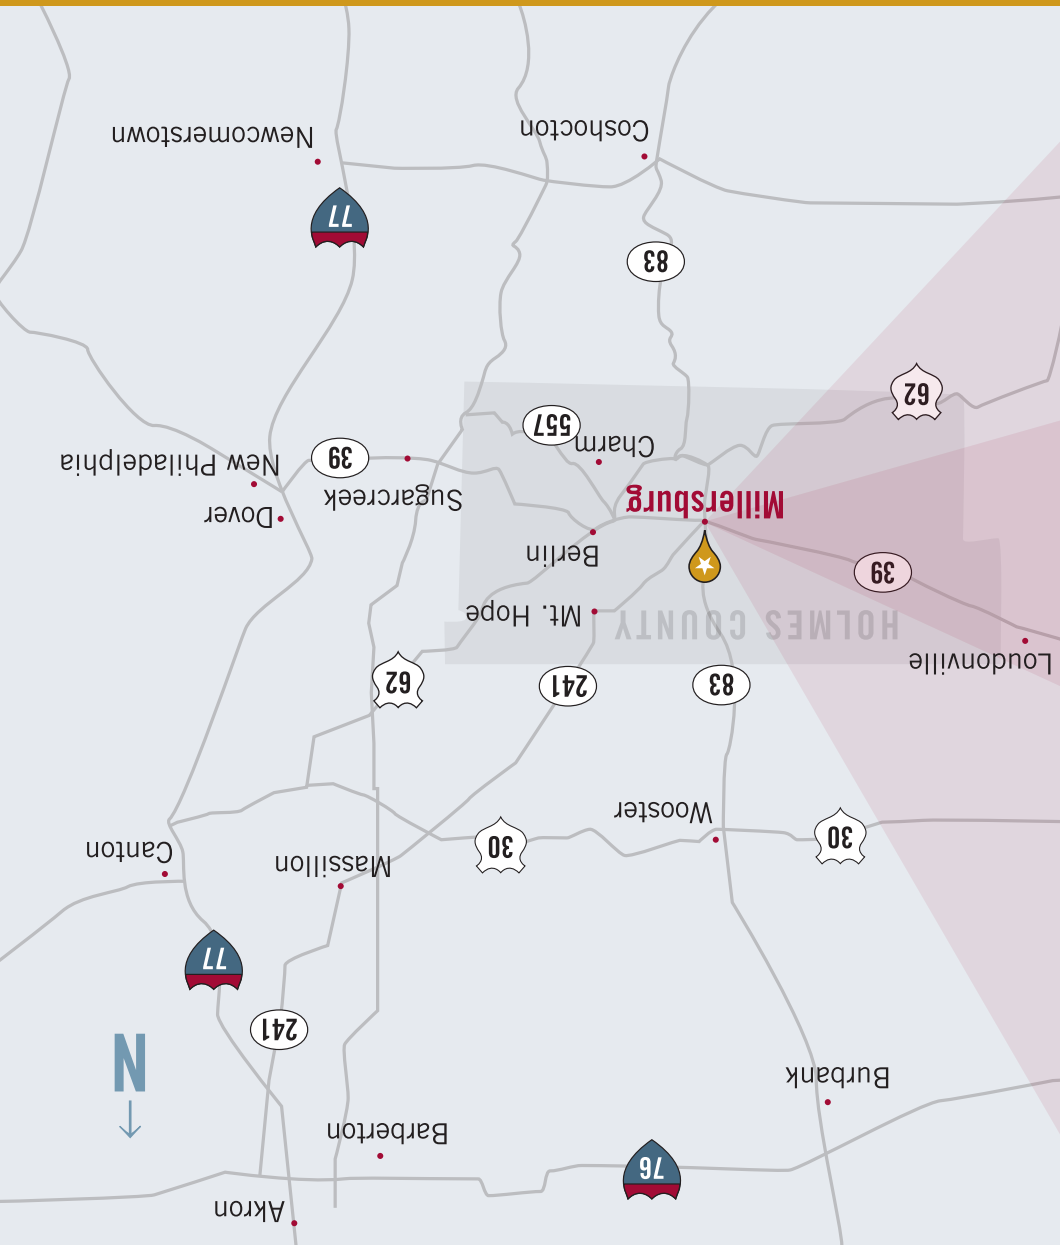 Akron
76
Barberton
N
Burbank
241
77
Massillon
Canton
30
30
Wooster
83
241
62
Loudonville
HOLMES COUNTY
Mt. Hope
39
Berlin
Millersburg
Dover
Sugarcreek
New Philadelphia
39
Charm
557
62
83
77
Coshocton
Newcomerstown